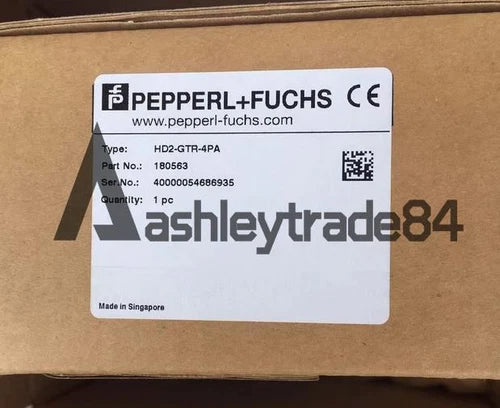 PEPPERL+FUCHS CE
www.pepperl-fuchs.com
Type: HD2-GTR-4PA
Part No.: 180563
Ser.No.: 40000054686935
Quantity: 1 pc
Aashleytrade84
Made in Singapore